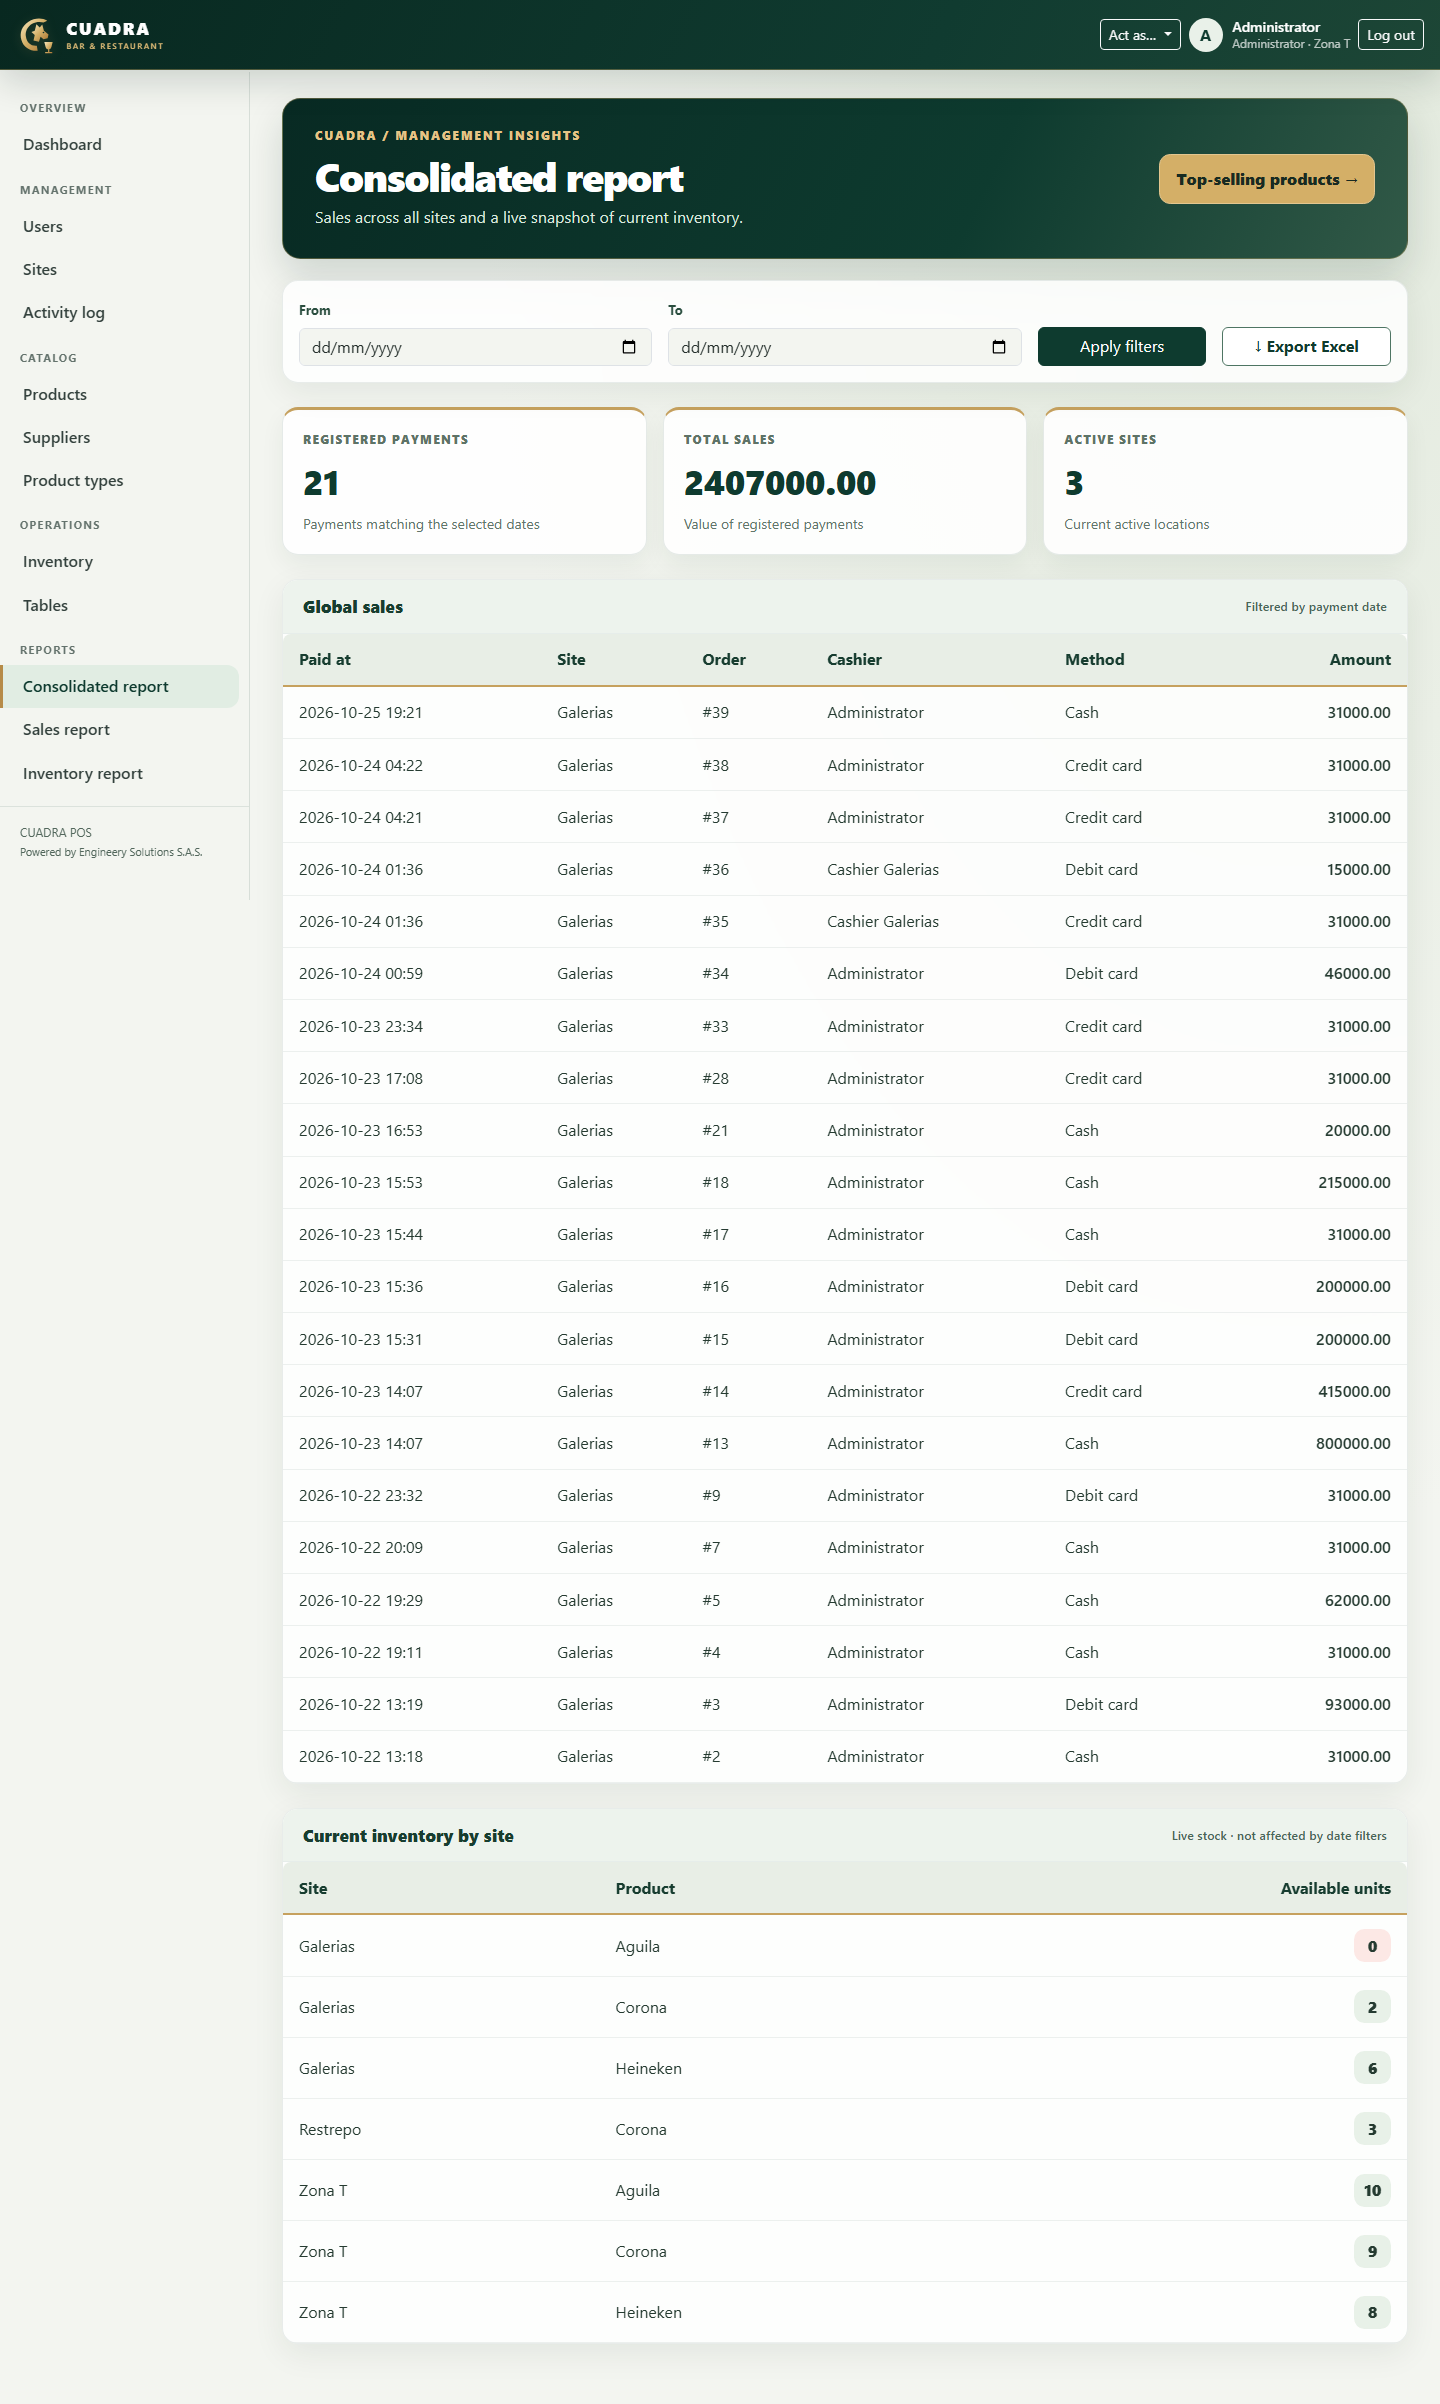 CUADRA
BAR & RESTAURANT
Act as...
A
Administrator
Administrator · Zona T
Log out
OVERVIEW
Dashboard
MANAGEMENT
Users
Sites
Activity log
CATALOG
Products
Suppliers
Product types
OPERATIONS
Inventory
Tables
REPORTS
Consolidated report
Sales report
Inventory report
CUADRA POS
Powered by Engineery Solutions S.A.S.
CUADRA / MANAGEMENT INSIGHTS
Consolidated report
Sales across all sites and a live snapshot of current inventory.
Top-selling products →
From To
dd/mm/yyyy dd/mm/yyyy Apply filters ↓ Export Excel
REGISTERED PAYMENTS
21
Payments matching the selected dates
TOTAL SALES
2407000.00
Value of registered payments
ACTIVE SITES
3
Current active locations
Global sales Filtered by payment date
Paid at Site Order Cashier Method Amount
2026-10-25 19:21 Galerias #39 Administrator Cash 31000.00
2026-10-24 04:22 Galerias #38 Administrator Credit card 31000.00
2026-10-24 04:21 Galerias #37 Administrator Credit card 31000.00
2026-10-24 01:36 Galerias #36 Cashier Galerias Debit card 15000.00
2026-10-24 01:36 Galerias #35 Cashier Galerias Credit card 31000.00
2026-10-24 00:59 Galerias #34 Administrator Debit card 46000.00
2026-10-23 23:34 Galerias #33 Administrator Credit card 31000.00
2026-10-23 17:08 Galerias #28 Administrator Credit card 31000.00
2026-10-23 16:53 Galerias #21 Administrator Cash 20000.00
2026-10-23 15:53 Galerias #18 Administrator Cash 215000.00
2026-10-23 15:44 Galerias #17 Administrator Cash 31000.00
2026-10-23 15:36 Galerias #16 Administrator Debit card 200000.00
2026-10-23 15:31 Galerias #15 Administrator Debit card 200000.00
2026-10-23 14:07 Galerias #14 Administrator Credit card 415000.00
2026-10-23 14:07 Galerias #13 Administrator Cash 800000.00
2026-10-22 23:32 Galerias #9 Administrator Debit card 31000.00
2026-10-22 20:09 Galerias #7 Administrator Cash 31000.00
2026-10-22 19:29 Galerias #5 Administrator Cash 62000.00
2026-10-22 19:11 Galerias #4 Administrator Cash 31000.00
2026-10-22 13:19 Galerias #3 Administrator Debit card 93000.00
2026-10-22 13:18 Galerias #2 Administrator Cash 31000.00
Current inventory by site Live stock · not affected by date filters
Site Product Available units
Galerias Aguila 0
Galerias Corona 2
Galerias Heineken 6
Restrepo Corona 3
Zona T Aguila 10
Zona T Corona 9
Zona T Heineken 8